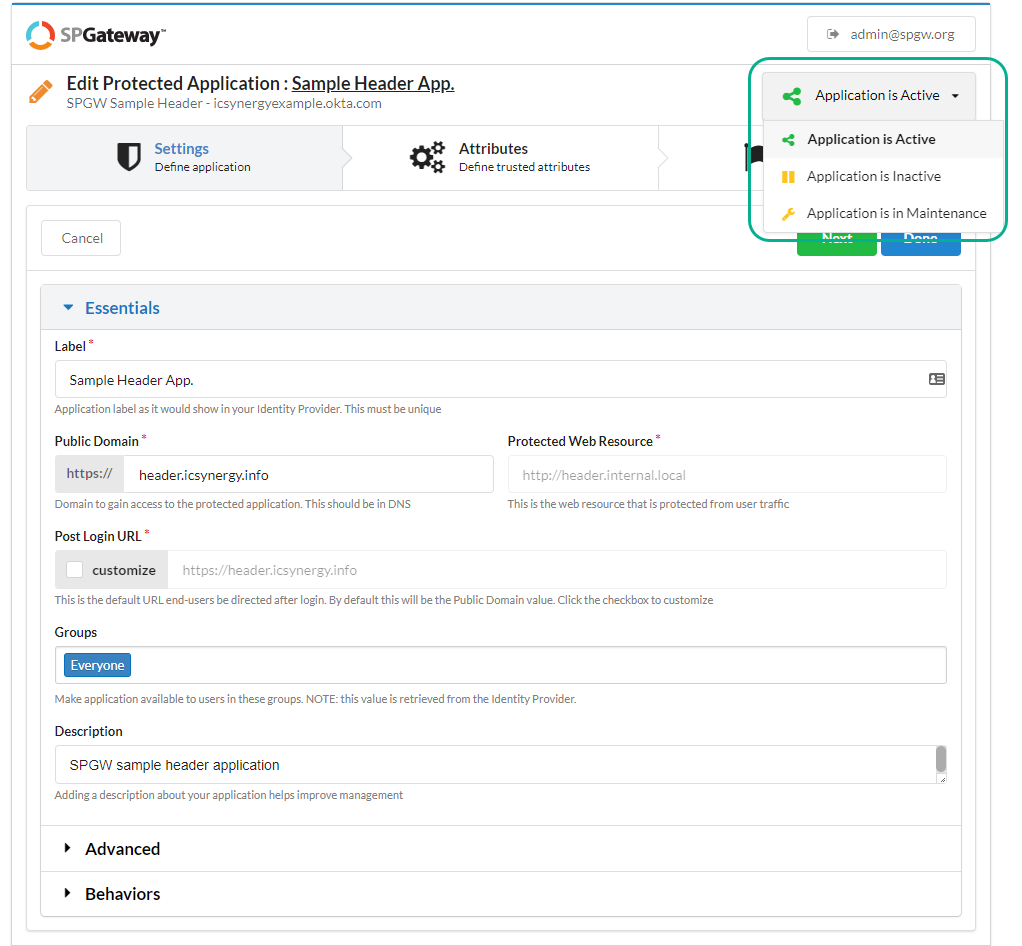 SPGateway™
admin@spgw.org
Edit Protected Application : Sample Header App.
SPGW Sample Header - icsynergyexample.okta.com
Application is Active
Application is Active
Application is Inactive
Application is in Maintenance
Settings
Define application
Attributes
Define trusted attributes
Cancel
Next
Done
Essentials
Label *
Sample Header App.
Application label as it would show in your Identity Provider. This must be unique
Public Domain *
Protected Web Resource *
https://
header.icsynergy.info
http://header.internal.local
Domain to gain access to the protected application. This should be in DNS
This is the web resource that is protected from user traffic
Post Login URL *
customize
https://header.icsynergy.info
This is the default URL end-users be directed after login. By default this will be the Public Domain value. Click the checkbox to customize
Groups
Everyone
Make application available to users in these groups. NOTE: this value is retrieved from the Identity Provider.
Description
SPGW sample header application
Adding a description about your application helps improve management
Advanced
Behaviors